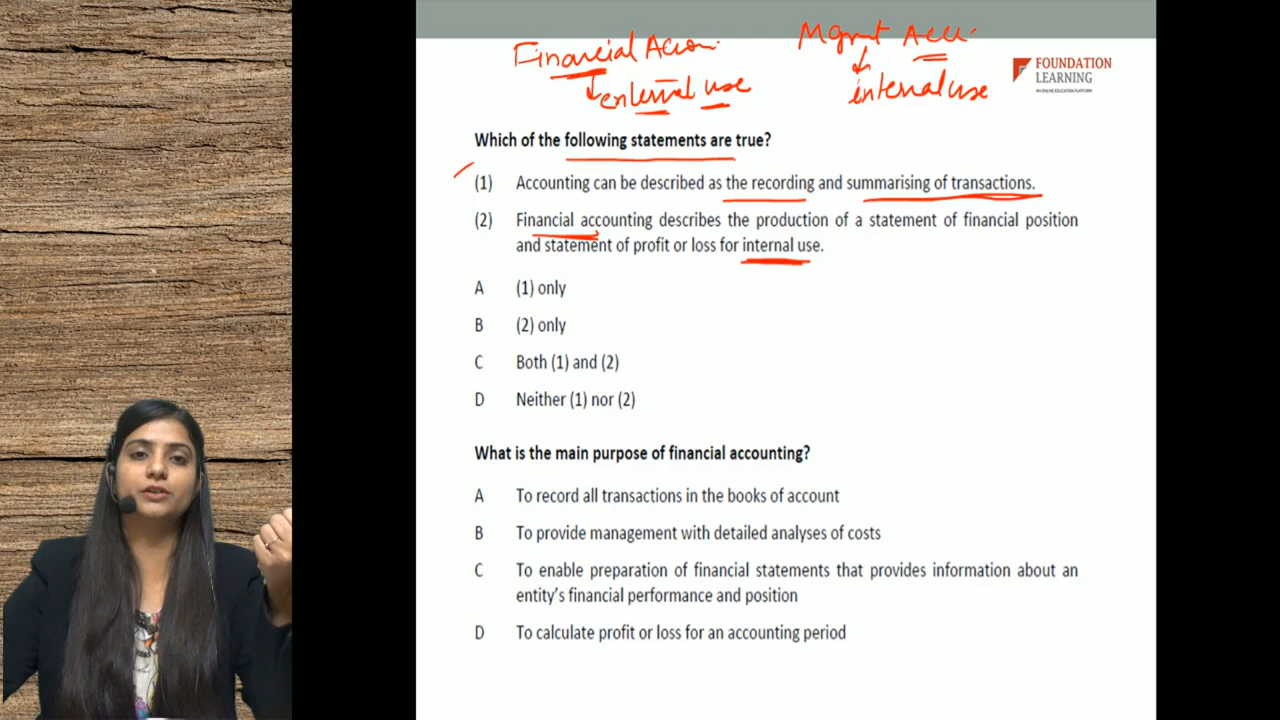 Financial Accou.
external use
Mgmt Acc.
internal use
FOUNDATION
LEARNING
AN ONLINE EDUCATION PLATFORM
Which of the following statements are true?
(1) Accounting can be described as the recording and summarising of transactions.
(2) Financial accounting describes the production of a statement of financial position
and statement of profit or loss for internal use.
A (1) only
B (2) only
C Both (1) and (2)
D Neither (1) nor (2)
What is the main purpose of financial accounting?
A To record all transactions in the books of account
B To provide management with detailed analyses of costs
C To enable preparation of financial statements that provides information about an
entity's financial performance and position
D To calculate profit or loss for an accounting period